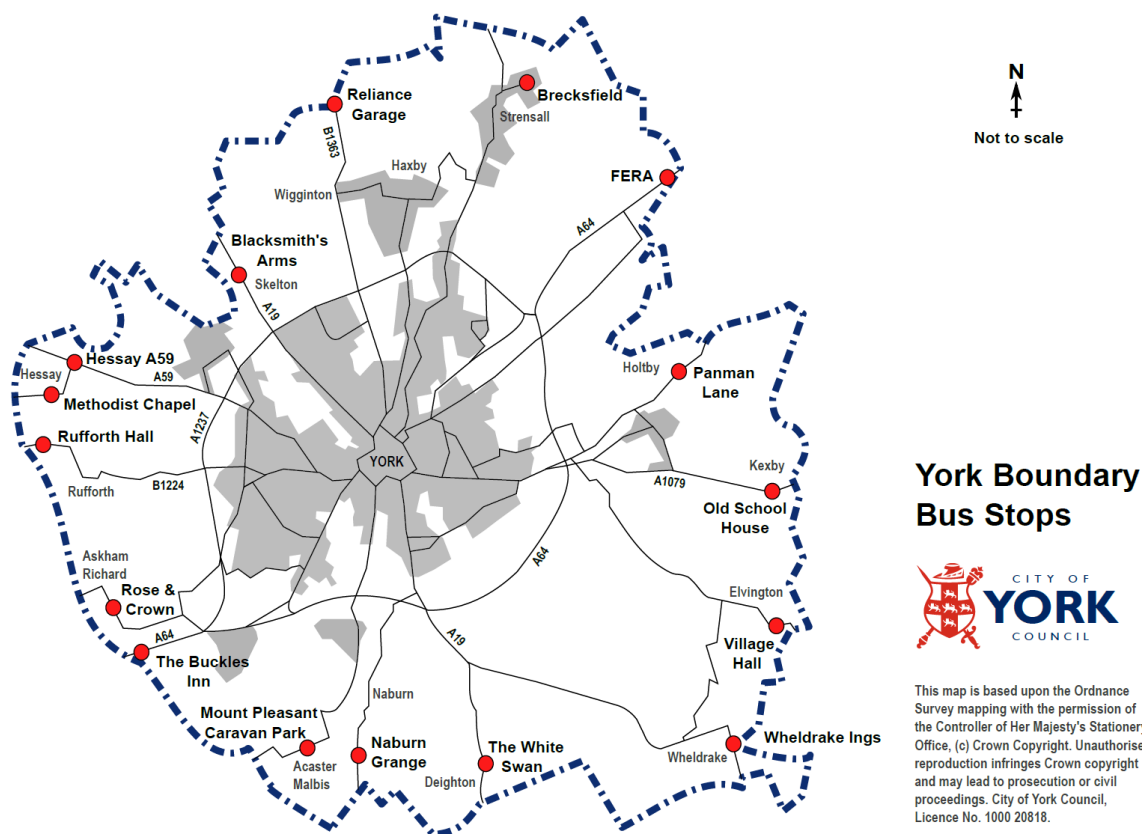 Reliance
Garage
B1363
Brecksfield
Strensall
N
Not to scale
Haxby
Wigginton
FERA
A64
Blacksmith's
Arms
Skelton
A19
Hessay A59
Hessay
A59
Methodist Chapel
A1237
Rufforth Hall
Rufforth
B1224
YORK
Holtby
Panman
Lane
Kexby
A1079
Old School
House
York Boundary
Bus Stops
CITY OF
YORK
COUNCIL
Askham
Richard
Rose &
Crown
A64
The Buckles
Inn
A64
A19
Elvington
Village
Hall
Mount Pleasant
Caravan Park
Acaster
Malbis
Naburn
Naburn
Grange
The White
Swan
Deighton
Wheldrake Ings
Wheldrake
This map is based upon the Ordnance
Survey mapping with the permission of
the Controller of Her Majesty's Stationery
Office, (c) Crown Copyright. Unauthorise
reproduction infringes Crown copyright
and may lead to prosecution or civil
proceedings. City of York Council,
Licence No. 1000 20818.